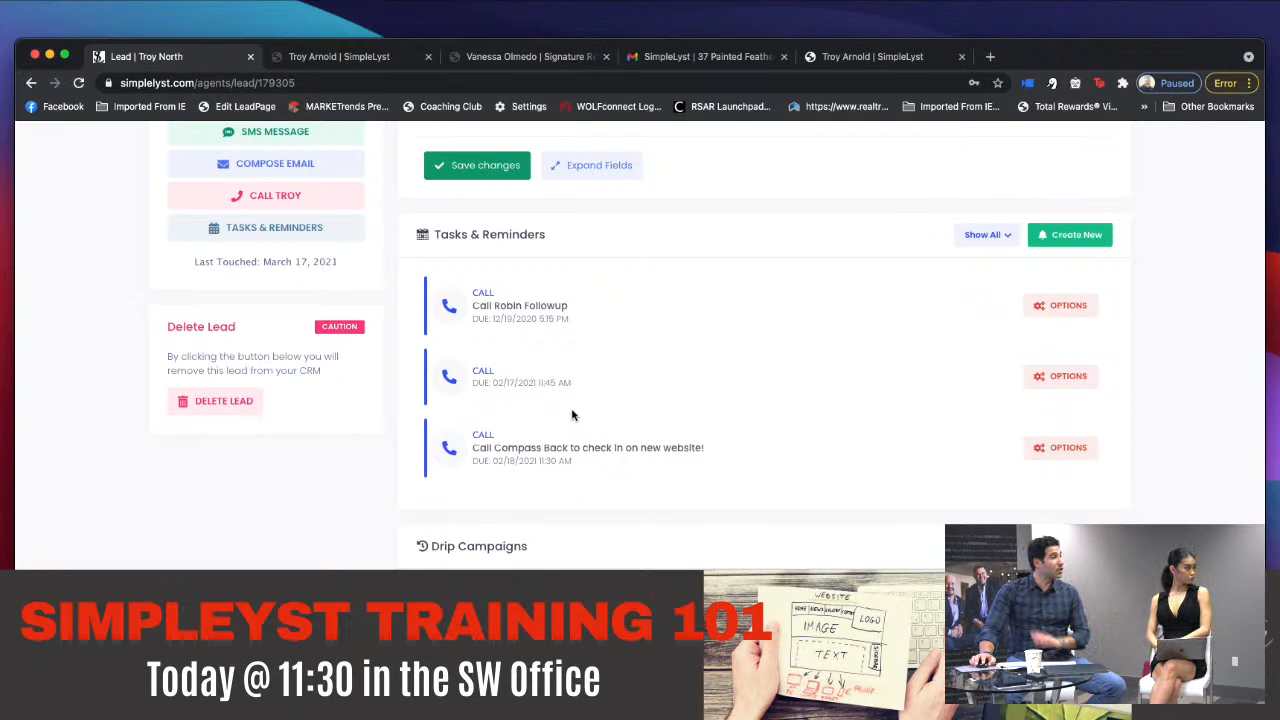 Lead | Troy North
Troy Arnold | SimpleLyst
Vanessa Olmedo | Signature Re
SimpleLyst | 37 Painted Feathe
Troy Arnold | SimpleLyst
simplelyst.com/agents/lead/179305
Paused
Error
Facebook
Imported From IE
Edit LeadPage
MARKETrends Pre...
Coaching Club
Settings
WOLFconnect Log...
RSAR Launchpad...
https://www.realtr...
Imported From IE...
Total Rewards® Vi...
»
Other Bookmarks
SMS MESSAGE
COMPOSE EMAIL
CALL TROY
TASKS & REMINDERS
Last Touched: March 17, 2021
Delete Lead
CAUTION
By clicking the button below you will
remove this lead from your CRM
DELETE LEAD
Save changes
Expand Fields
Tasks & Reminders
Show All
Create New
CALL
Call Robin Followup
DUE: 12/19/2020 5:15 PM
OPTIONS
CALL
DUE: 02/17/2021 11:45 AM
OPTIONS
CALL
Call Compass Back to check in on new website!
DUE: 02/18/2021 11:30 AM
OPTIONS
Drip Campaigns
SIMPLEYST TRAINING 101
Today @ 11:30 in the SW Office
WEBSITE
HOME
LOGO
IMAGE
TEXT